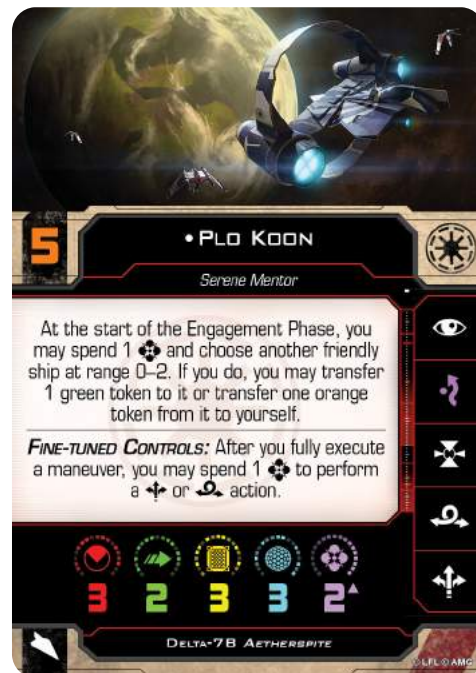 5
• Plo Koon
Serene Mentor
At the start of the Engagement Phase, you
may spend 1 and choose another friendly
ship at range 0–2. If you do, you may transfer
1 green token to it or transfer one orange
token from it to yourself.
Fine-tuned Controls: After you fully execute
a maneuver, you may spend 1 to perform
a or action.
3 2 3 3 2
Delta-7B Aetherspite
© LFL © AMG